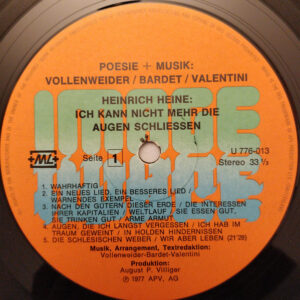 POESIE + MUSIK:
VOLLENWEIDER / BARDET / VALENTINI
IMAGE
HEINRICH HEINE:
ICH KANN NICHT MEHR DIE
AUGEN SCHLIESSEN
+ML+
Seite 1
U 776-013
Stereo 33⅓
1. WAHRHAFTIG
2. EIN NEUES LIED, EIN BESSERES LIED /
WARNENDES EXEMPEL
3. NACH DEN GÜTERN DIESER ERDE / DIE INTERESSEN
IHRER KAPITALIEN / WELTLAUF / SIE ESSEN GUT,
SIE TRINKEN GUT / ARME ARMUT
4. AUGEN, DIE ICH LÄNGST VERGESSEN / ICH HAB IM
TRAUM GEWEINT / IN HOLDEN HINDERNISSEN
5. DIE SCHLESISCHEN WEBER / WIR ABER LEBEN (21'29)
Musik, Arrangement, Textredaktion:
Vollenweider-Bardet-Valentini
Produktion:
August P. Villiger
℗ 1977 APV, AG